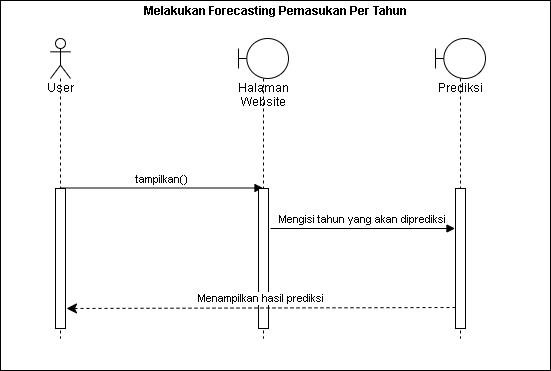 Melakukan Forecasting Pemasukan Per Tahun
User
Halaman
Website
Prediksi
tampilkan()
Mengisi tahun yang akan diprediksi
Menampilkan hasil prediksi